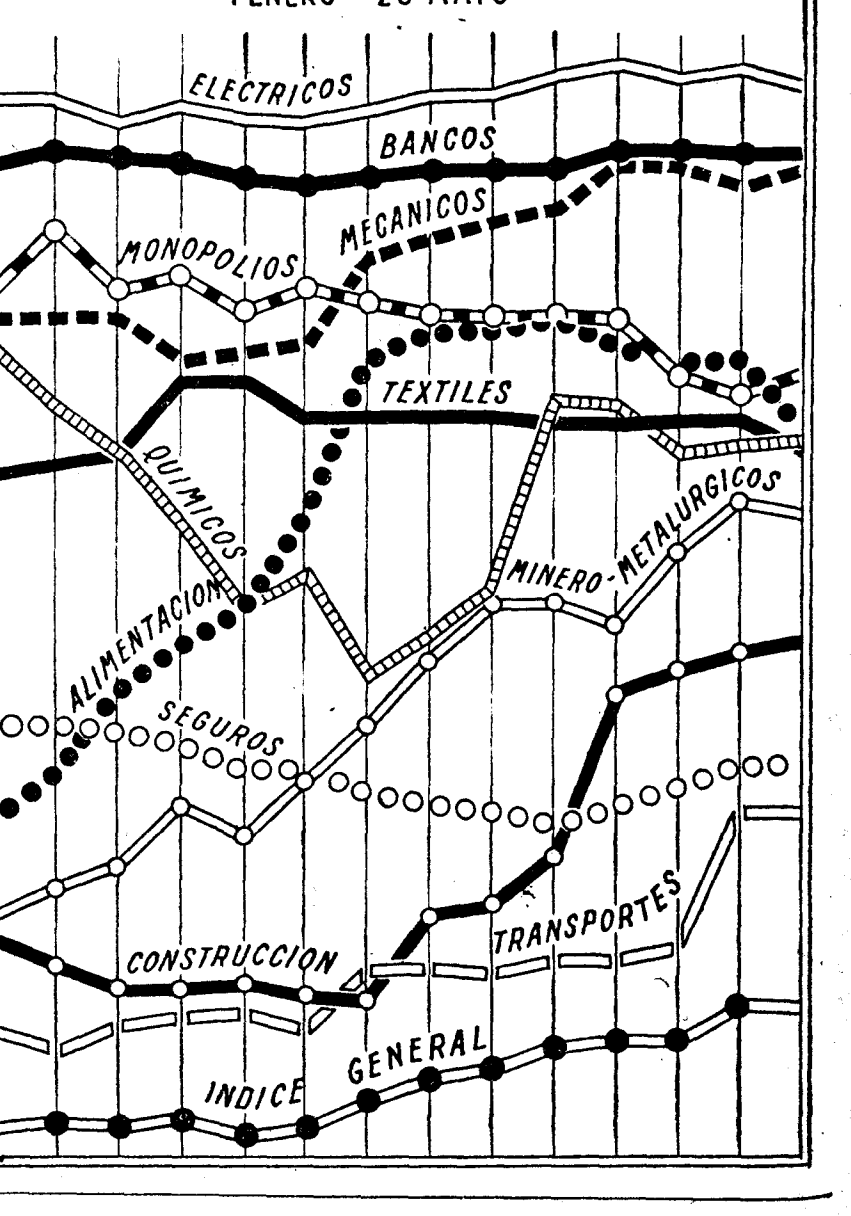 ELECTRICOS
BANCOS
MECANICOS
MONOPOLIOS
TEXTILES
QUIMICOS
MINERO-METALURGICOS
ALIMENTACION
SEGUROS
TRANSPORTES
CONSTRUCCION
INDICE GENERAL